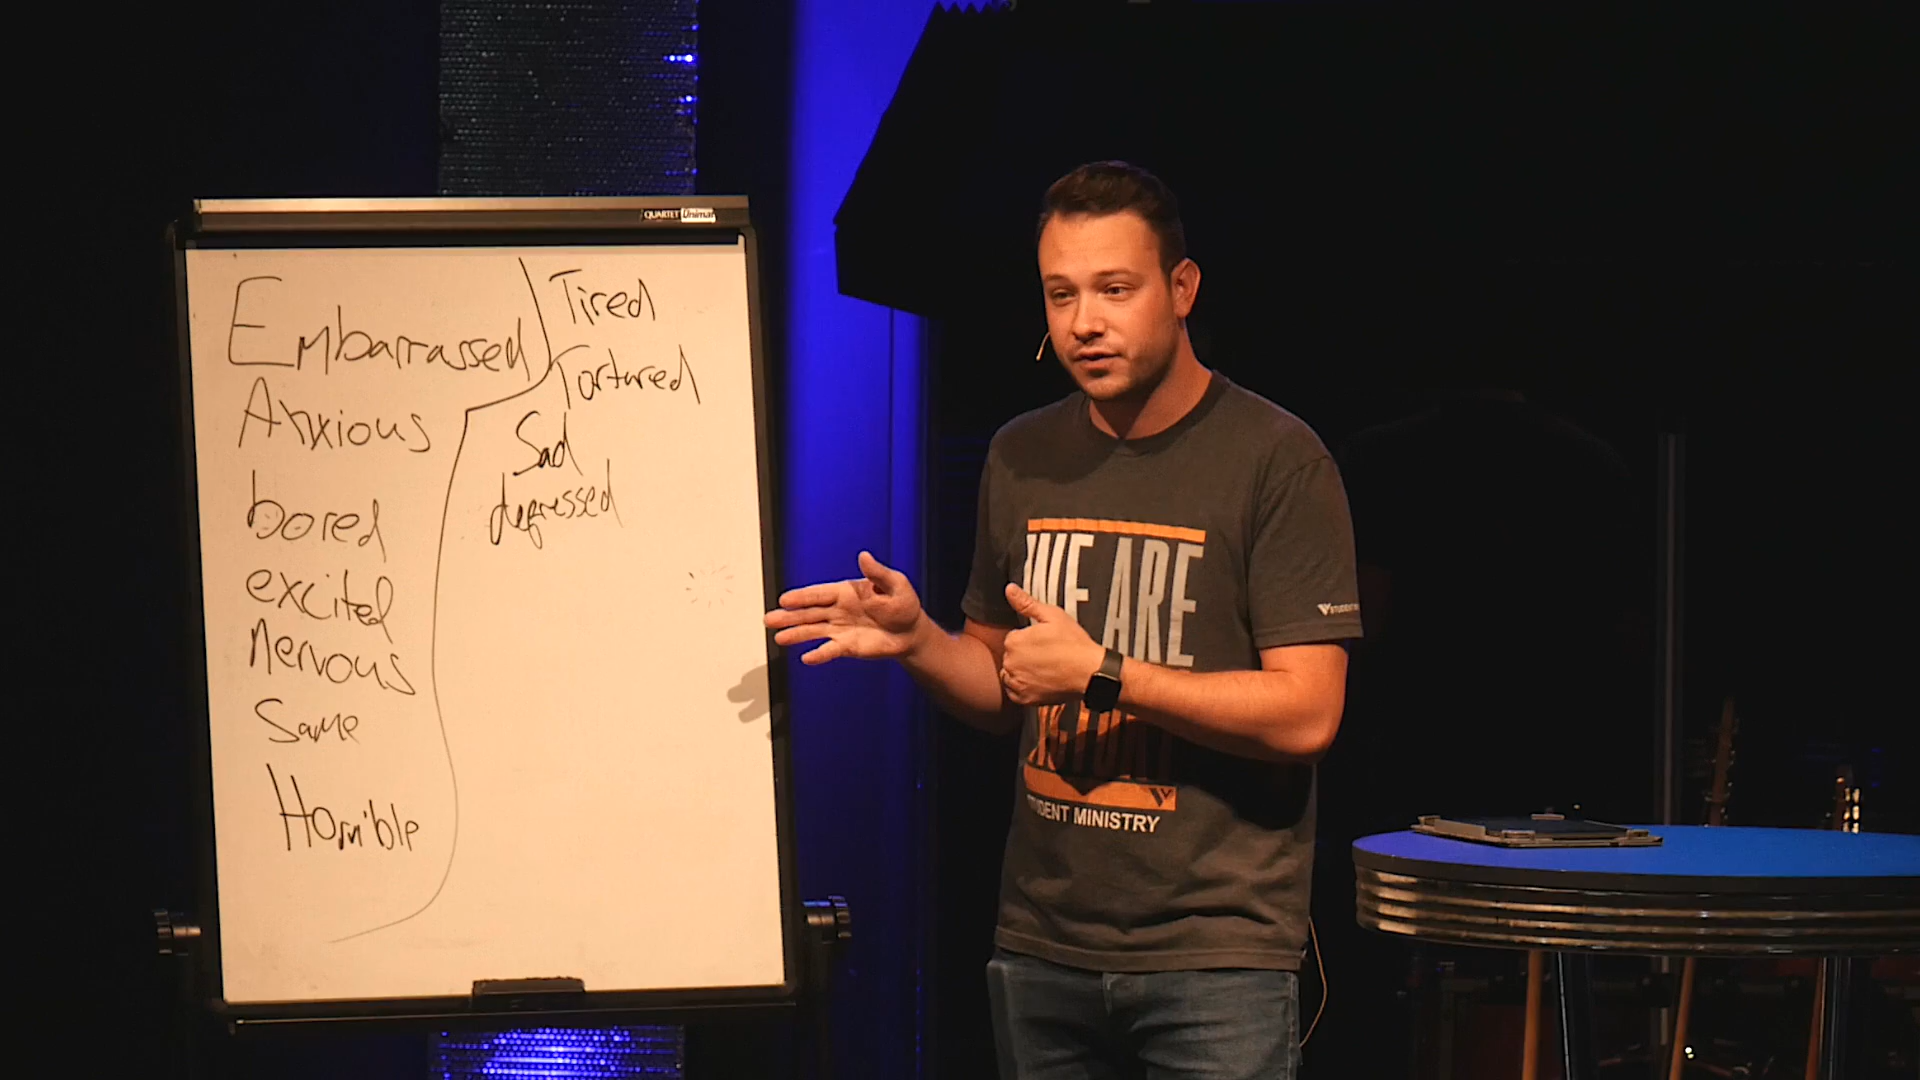 QUARTET Unimar
Embarrassed
Anxious
bored
excited
nervous
Same
Horrible
Tired
Tortured
Sad
depressed
WE ARE
STUDENT MINISTRY